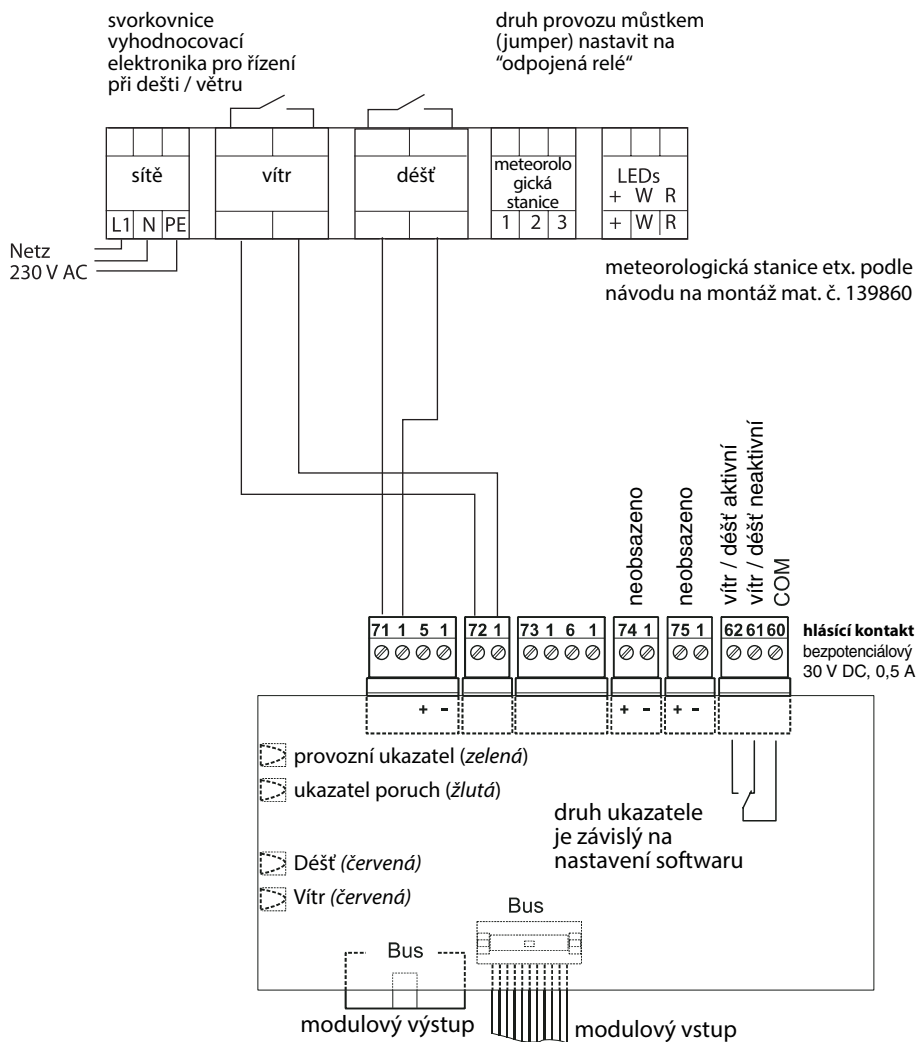 svorkovnice
vyhodnocovací
elektronika pro řízení
při dešti / větru
druh provozu můstkem
(jumper) nastavit na
“odpojená relé“
sítě
vítr
déšť
meteorolo
gická
stanice
LEDs
+ W R
L1 N PE
1 2 3
+ W R
Netz
230 V AC
meteorologická stanice etx. podle
návodu na montáž mat. č. 139860
neobsazeno
neobsazeno
vítr / déšť aktivní
vítr / déšť neaktivní
COM
71 1 5 1
72 1
73 1 6 1
74 1
75 1
62 61 60
hlásící kontakt
bezpotenciálový
30 V DC, 0,5 A
+ -
+ -
+ -
provozní ukazatel (zelená)
ukazatel poruch (žlutá)
druh ukazatele
je závislý na
nastavení softwaru
Déšť (červená)
Vítr (červená)
Bus
Bus
modulový výstup
modulový vstup